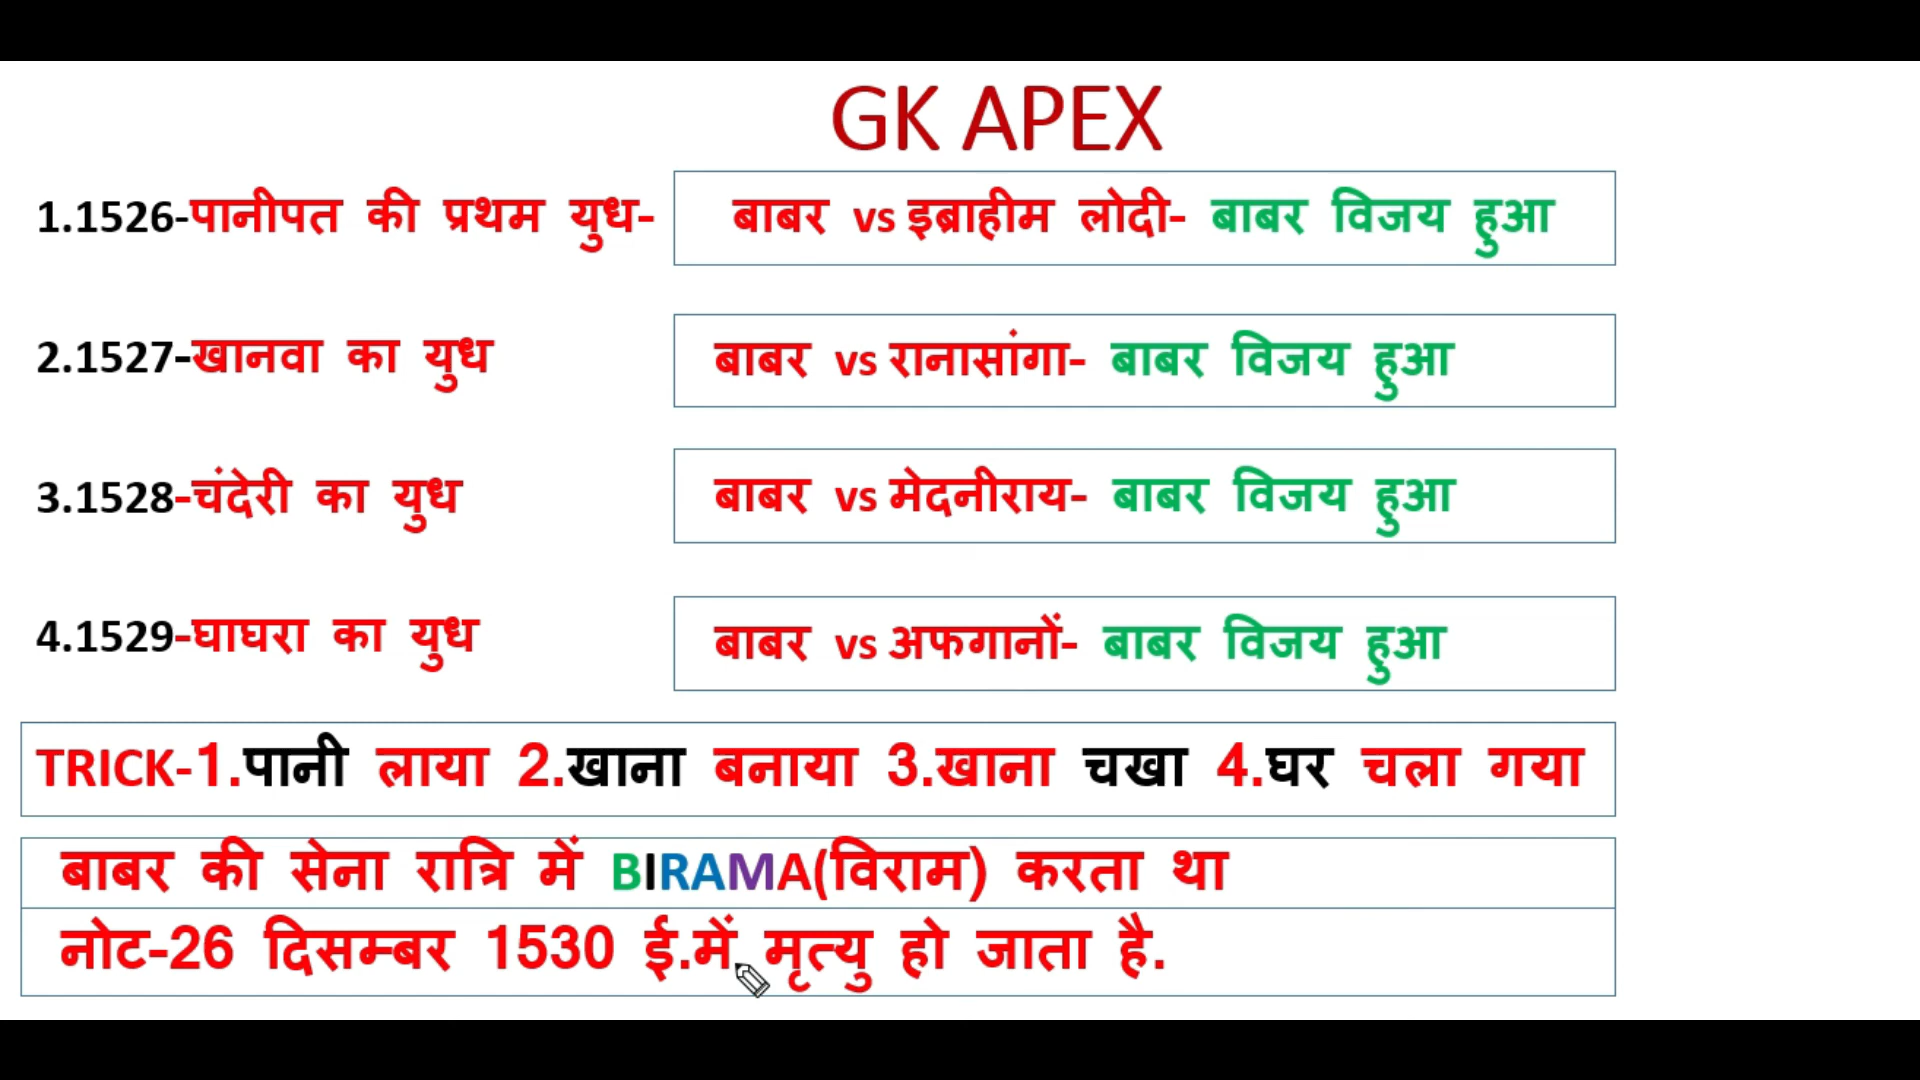 GK APEX
1.1526-पानीपत की प्रथम युध- बाबर vs इब्राहीम लोदी- बाबर विजय हुआ
2.1527-खानवा का युध बाबर vs रानासांगा- बाबर विजय हुआ
3.1528-चंदेरी का युध बाबर vs मेदनीराय- बाबर विजय हुआ
4.1529-घाघरा का युध बाबर vs अफगानों- बाबर विजय हुआ
TRICK-1.पानी लाया 2.खाना बनाया 3.खाना चखा 4.घर चला गया
बाबर की सेना रात्रि में BIRAMA(विराम) करता था
नोट-26 दिसम्बर 1530 ई.में मृत्यु हो जाता है.